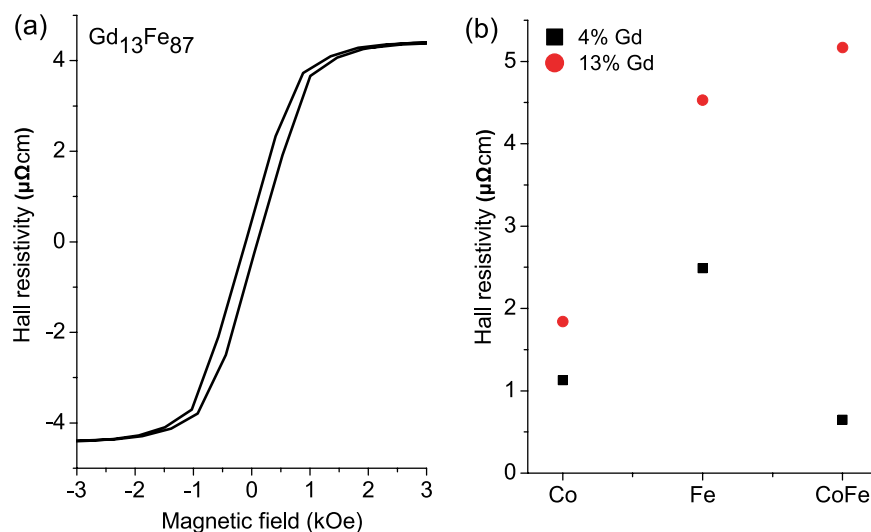 (a)
Gd13Fe87
Hall resistivity (µΩcm)
4
2
0
-2
-4
-3
-2
-1
0
1
2
3
Magnetic field (kOe)
(b)
4% Gd
13% Gd
Hall resistivity (µΩcm)
5
4
3
2
1
0
Co
Fe
CoFe